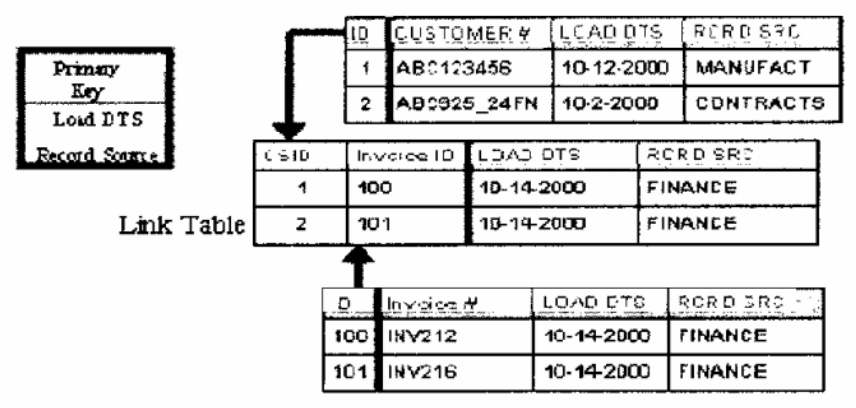 ID CUSTOMER # LOAD DTS RCRD SRC
1 ABC123456 10-12-2000 MANUFACT
2 ABC925_24FN 10-2-2000 CONTRACTS
Primary
Key
Load DTS
Record Source
CSID Invoice ID LOAD DTS RCRD SRC
1 100 10-14-2000 FINANCE
2 101 10-14-2000 FINANCE
Link Table
ID Invoice # LOAD DTS RCRD SRC
100 INV212 10-14-2000 FINANCE
101 INV216 10-14-2000 FINANCE